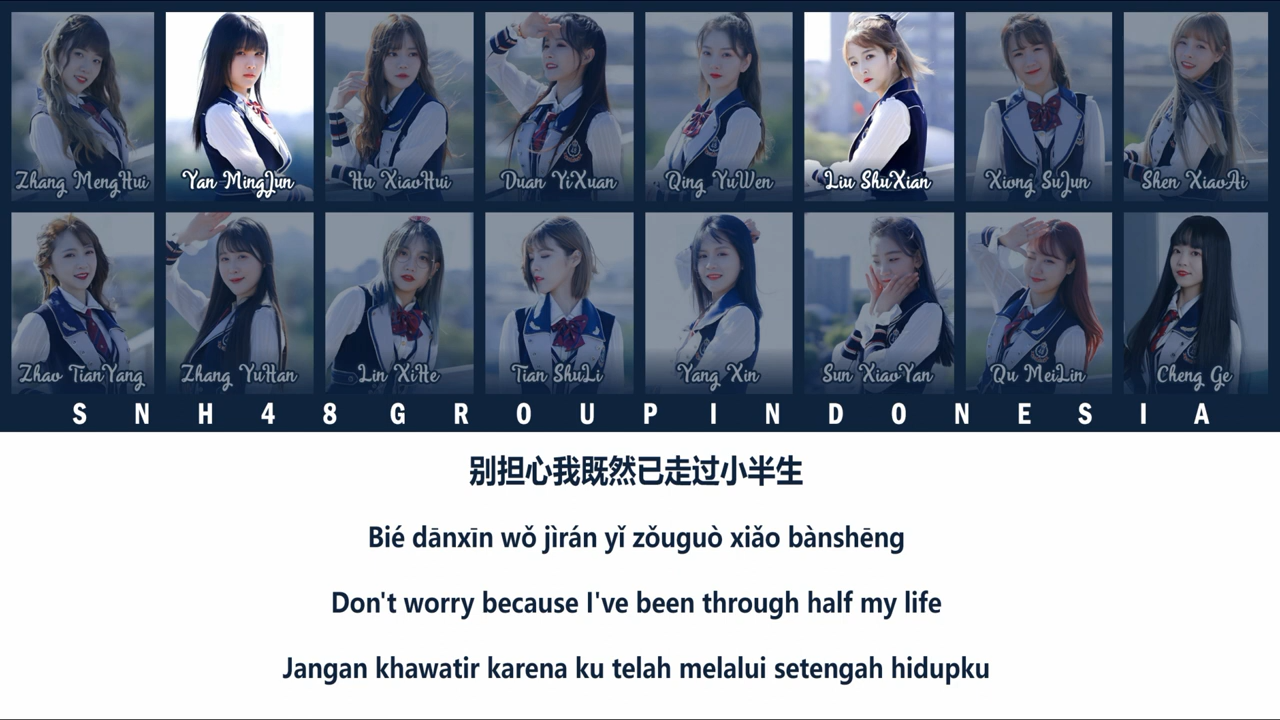 Zhang MengHui Yan MingJun Hu XiaoHui Duan YiXuan Qing YuWen Liu ShuXian Xiong SuJun Shen XiaoAi
Zhao TianYang Zhang YuHan Lin XiHe Tian ShuLi Yang Xin Sun XiaoYan Qu MeiLin Cheng Ge
S N H 4 8 G R O U P I N D O N E S I A
别担心我既然已走过小半生
Bié dānxīn wǒ jìrán yǐ zǒuguò xiǎo bànshēng
Don't worry because I've been through half my life
Jangan khawatir karena ku telah melalui setengah hidupku